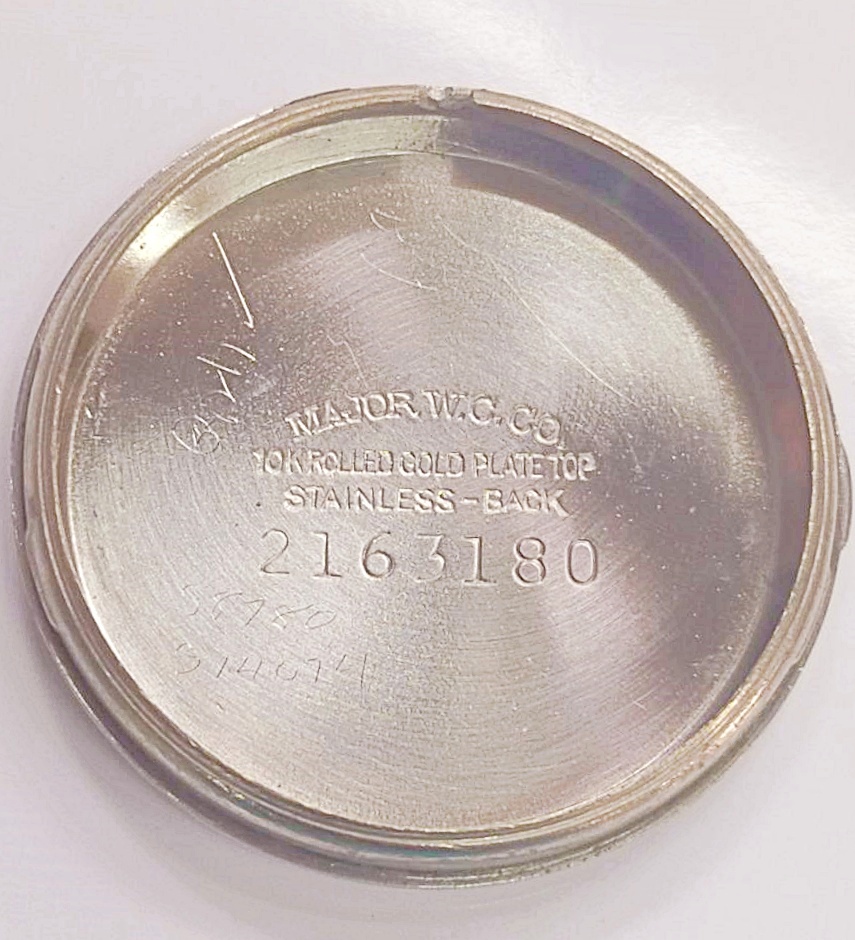 MAJOR W.C. CO.
10K ROLLED GOLD PLATE TOP
STAINLESS-BACK
2163180